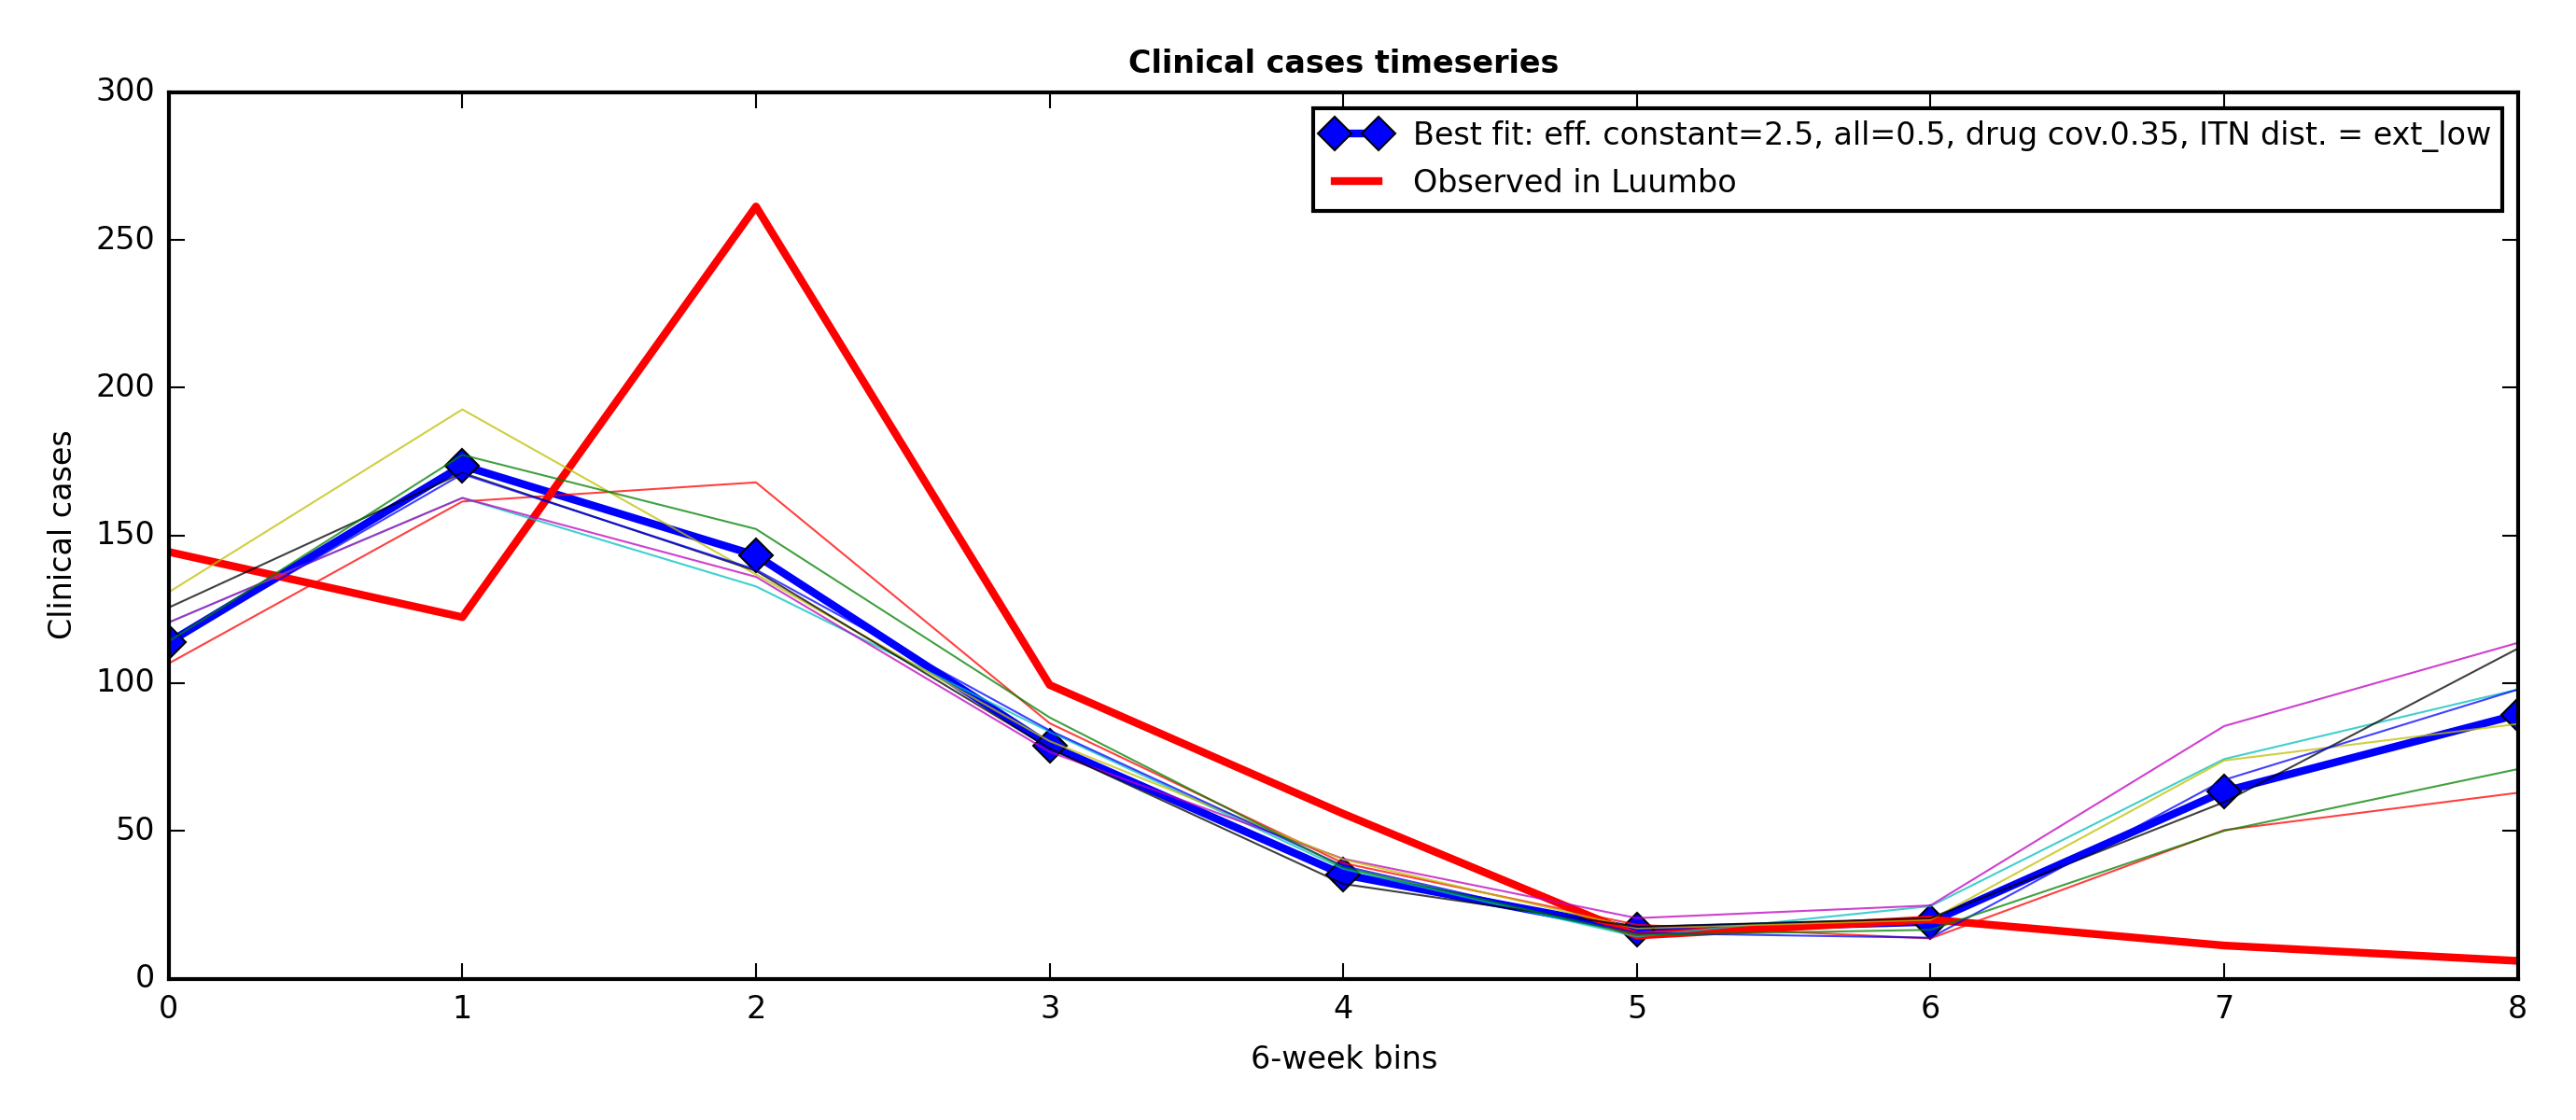 Clinical cases timeseries
300
250
200
150
100
50
0
Clinical cases
Best fit: eff. constant=2.5, all=0.5, drug cov.0.35, ITN dist. = ext_low
Observed in Luumbo
0 1 2 3 4 5 6 7 8
6-week bins